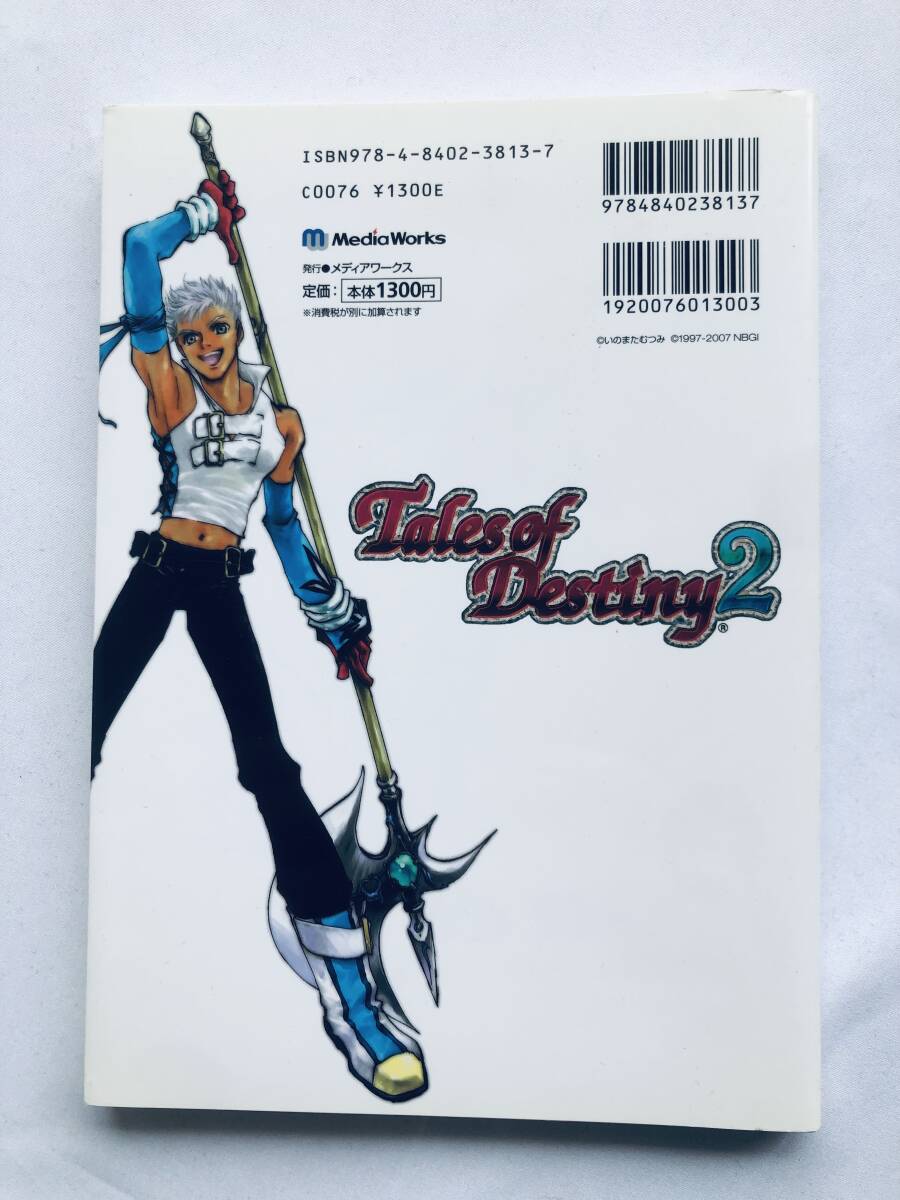 ISBN978-4-8402-3813-7
C0076 ¥1300E
MediaWorks
発行●メディアワークス
定価: 本体1300円
※消費税が別に加算されます
9784840238137
1920076013003
©いのまたむつみ ©1997-2007 NBGI
Tales of
Destiny2
®